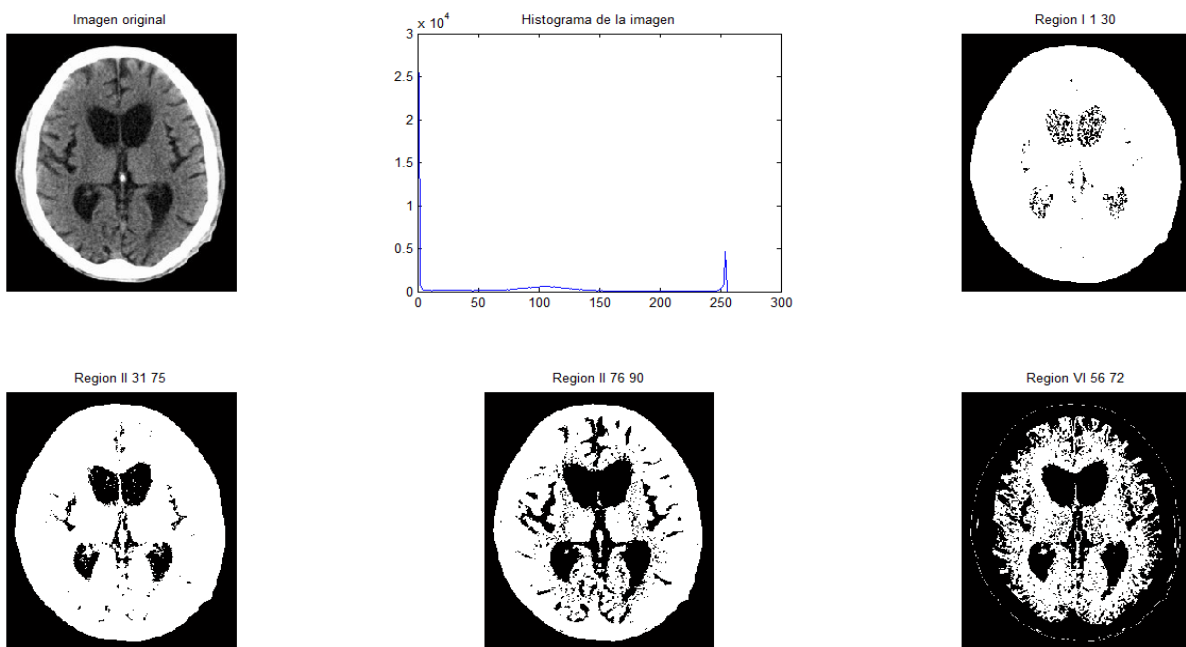 Imagen original
Histograma de la imagen
Region I 1 30
x 10⁴
3
2.5
2
1.5
1
0.5
0
0 50 100 150 200 250 300
Region II 31 75
Region II 76 90
Region VI 56 72